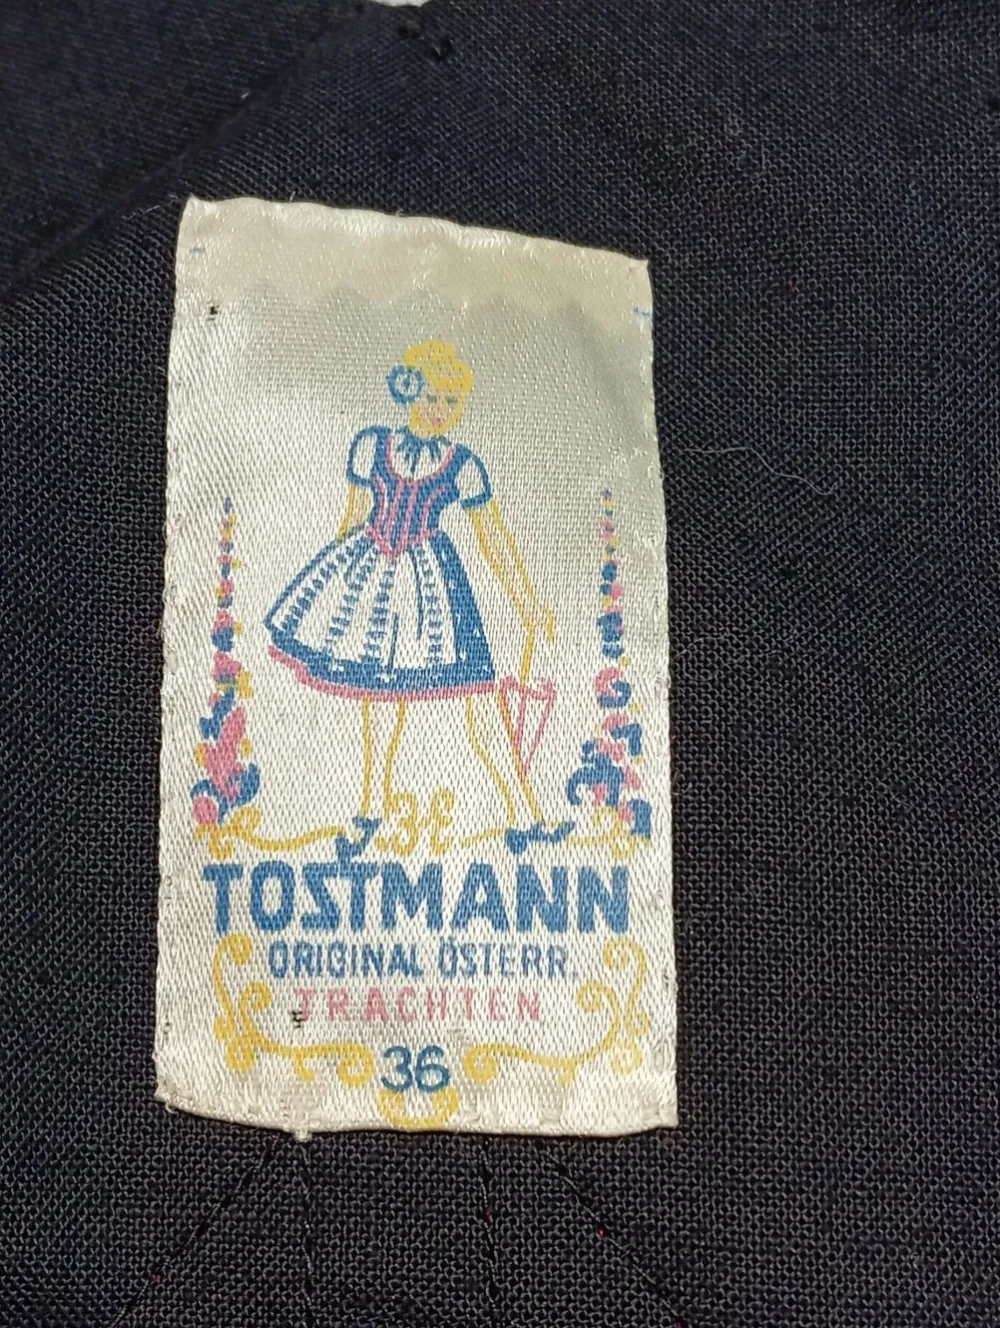 TOSTMANN
ORIGINAL ÖSTERR.
TRACHTEN
36